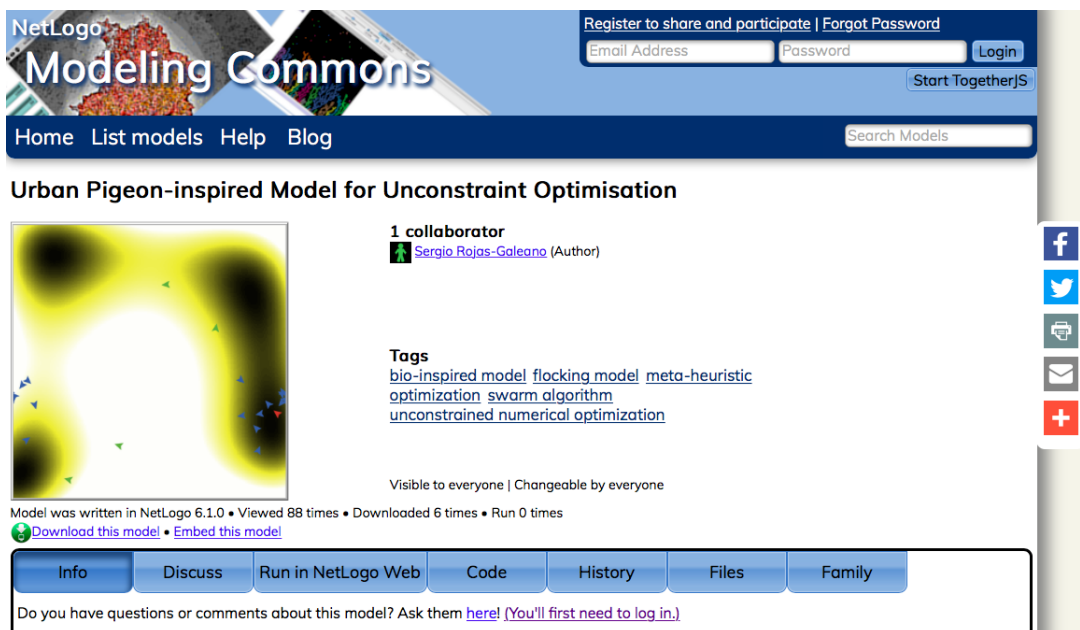 NetLogo
Modeling Commons
Register to share and participate | Forgot Password
Email Address Password Login
Start TogetherJS
Home List models Help Blog Search Models
Urban Pigeon-inspired Model for Unconstraint Optimisation
1 collaborator
Sergio Rojas-Galeano (Author)
Tags
bio-inspired model flocking model meta-heuristic
optimization swarm algorithm
unconstrained numerical optimization
Visible to everyone | Changeable by everyone
Model was written in NetLogo 6.1.0 • Viewed 88 times • Downloaded 6 times • Run 0 times
Download this model • Embed this model
Info Discuss Run in NetLogo Web Code History Files Family
Do you have questions or comments about this model? Ask them here! (You'll first need to log in.)